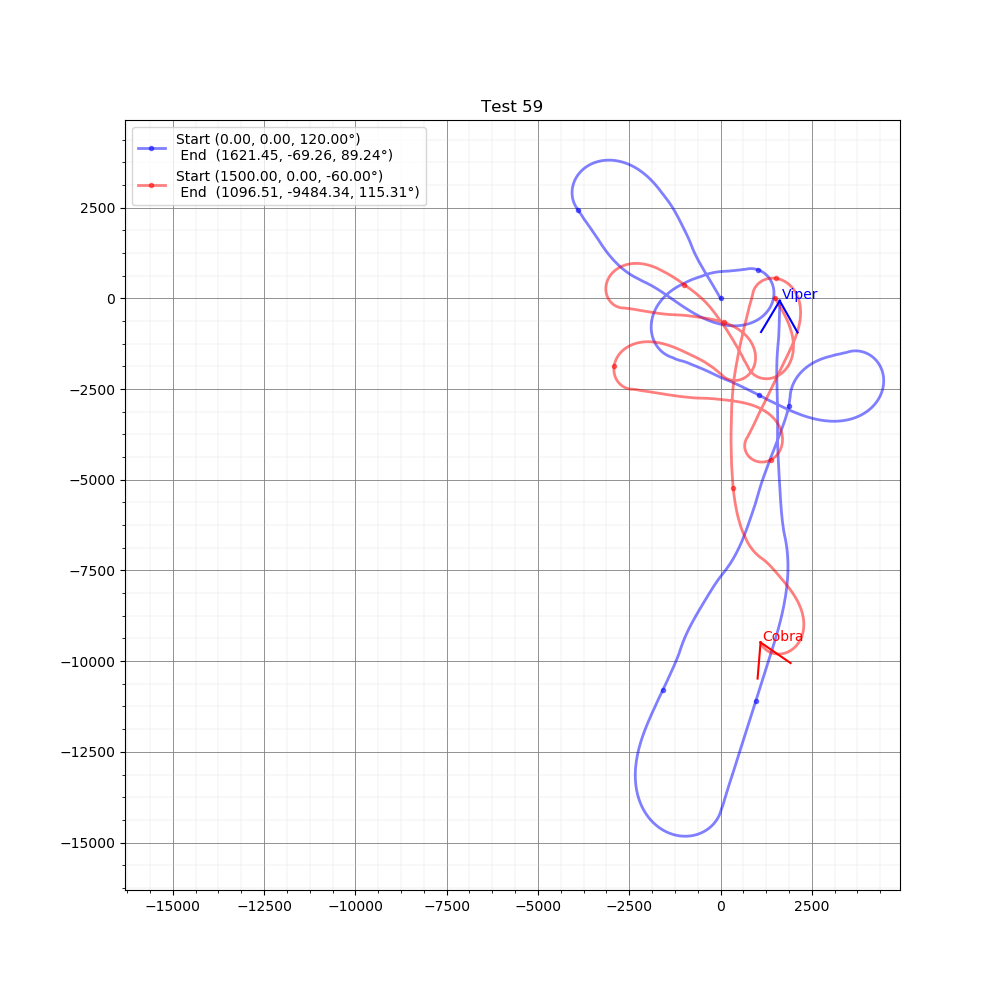 Test 59
Start (0.00, 0.00, 120.00°)
End (1621.45, -69.26, 89.24°)
Start (1500.00, 0.00, -60.00°)
End (1096.51, -9484.34, 115.31°)
2500
0
−2500
−5000
−7500
−10000
−12500
−15000
Viper
Cobra
−15000 −12500 −10000 −7500 −5000 −2500 0 2500